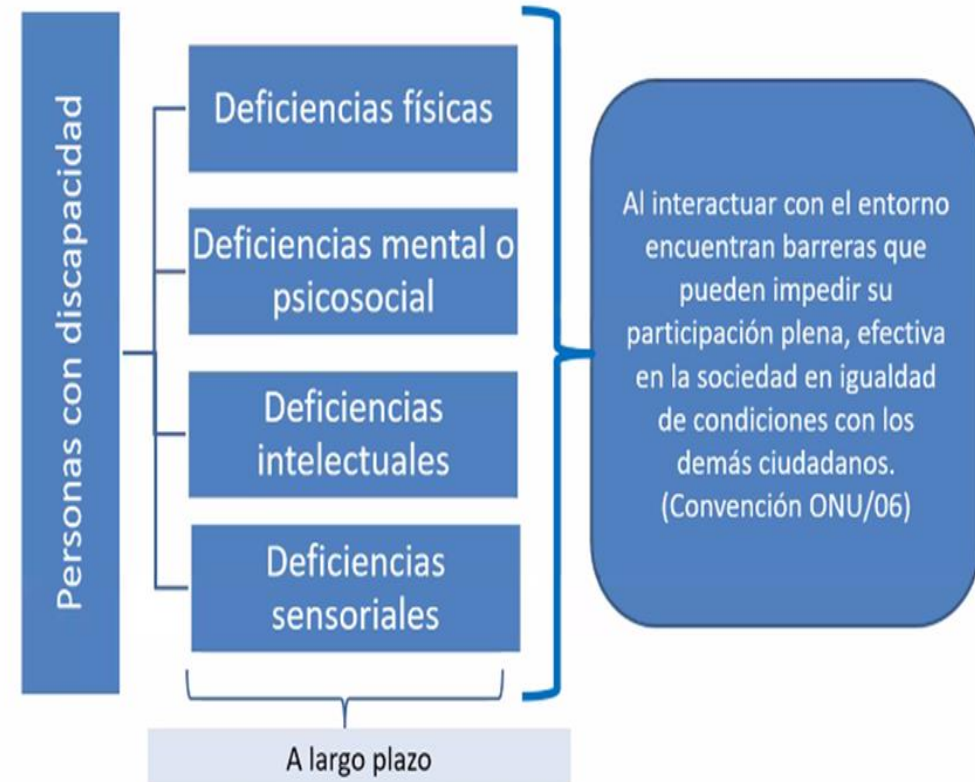 Personas con discapacidad
Deficiencias físicas
Deficiencias mental o
psicosocial
Deficiencias
intelectuales
Deficiencias
sensoriales
A largo plazo
Al interactuar con el entorno
encuentran barreras que
pueden impedir su
participación plena, efectiva
en la sociedad en igualdad
de condiciones con los
demás ciudadanos.
(Convención ONU/06)